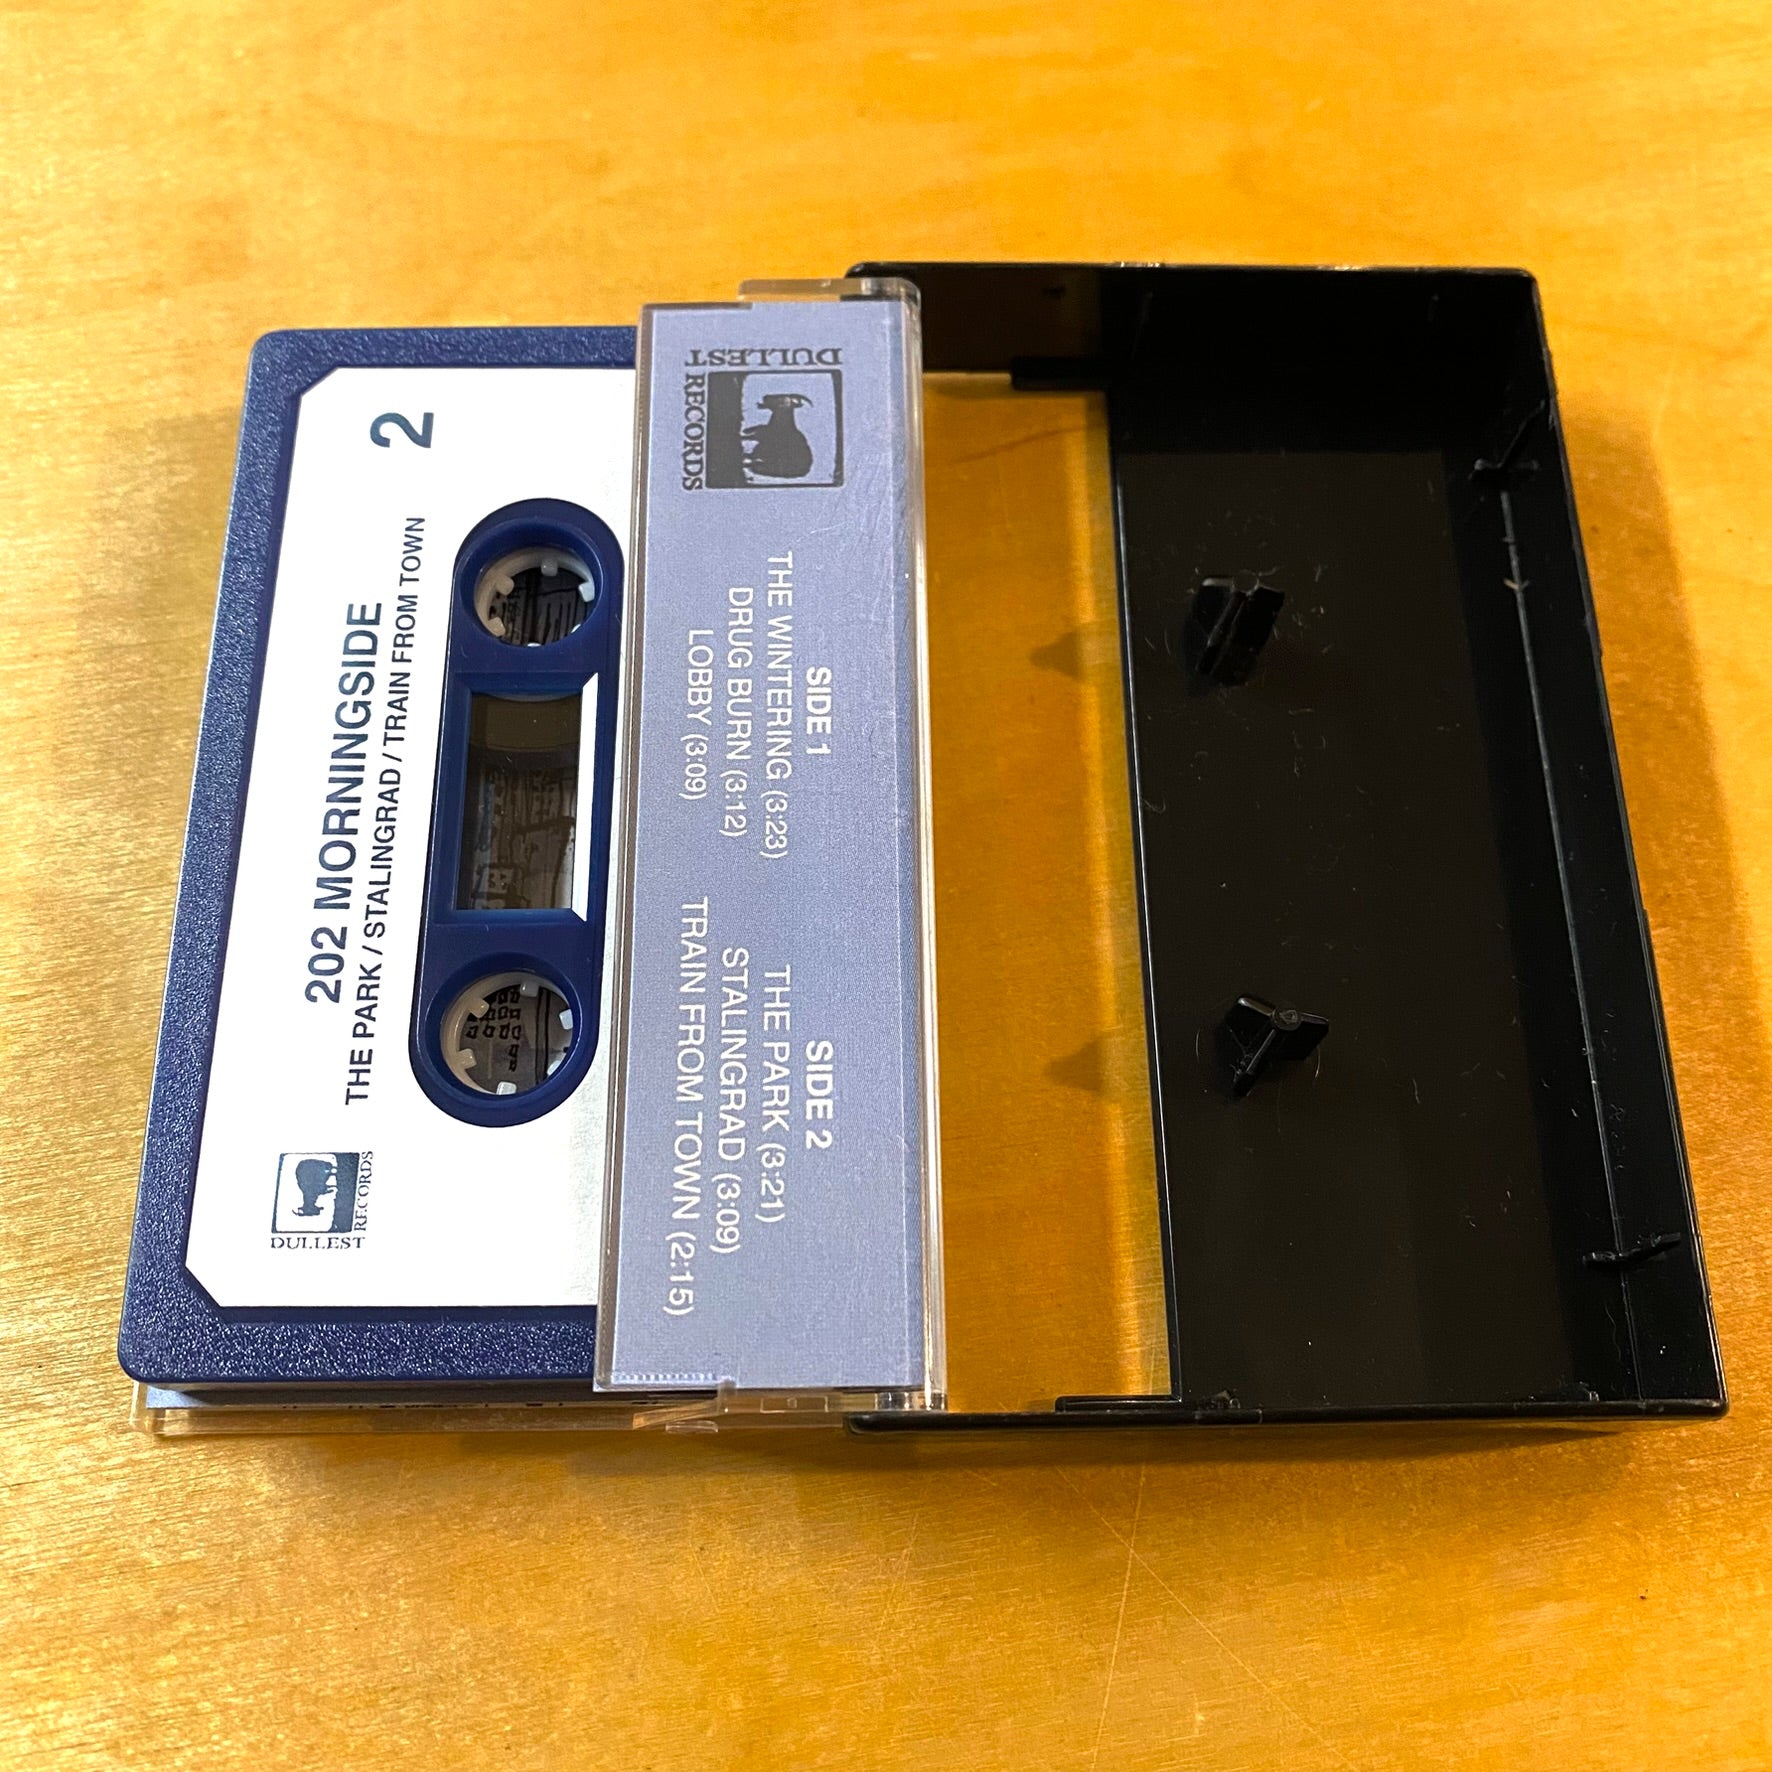 2
202 MORNINGSIDE
THE PARK / STALINGRAD / TRAIN FROM TOWN
DULLEST
RECORDS
DULLEST
RECORDS
SIDE 1
THE WINTERING (3:23)
DRUG BURN (3:12)
LOBBY (3:09)
SIDE 2
THE PARK (3:21)
STALINGRAD (3:09)
TRAIN FROM TOWN (2:15)